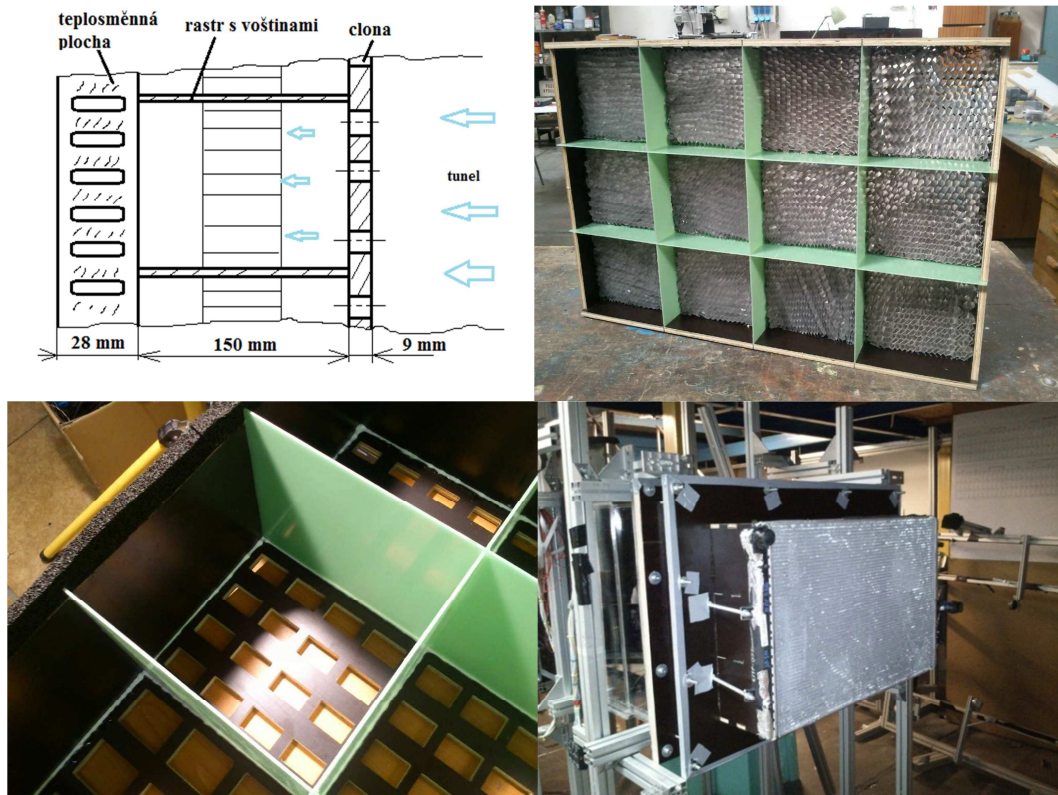 teplosměnná
plocha
rastr s voštinami
clona
tunel
28 mm
150 mm
9 mm